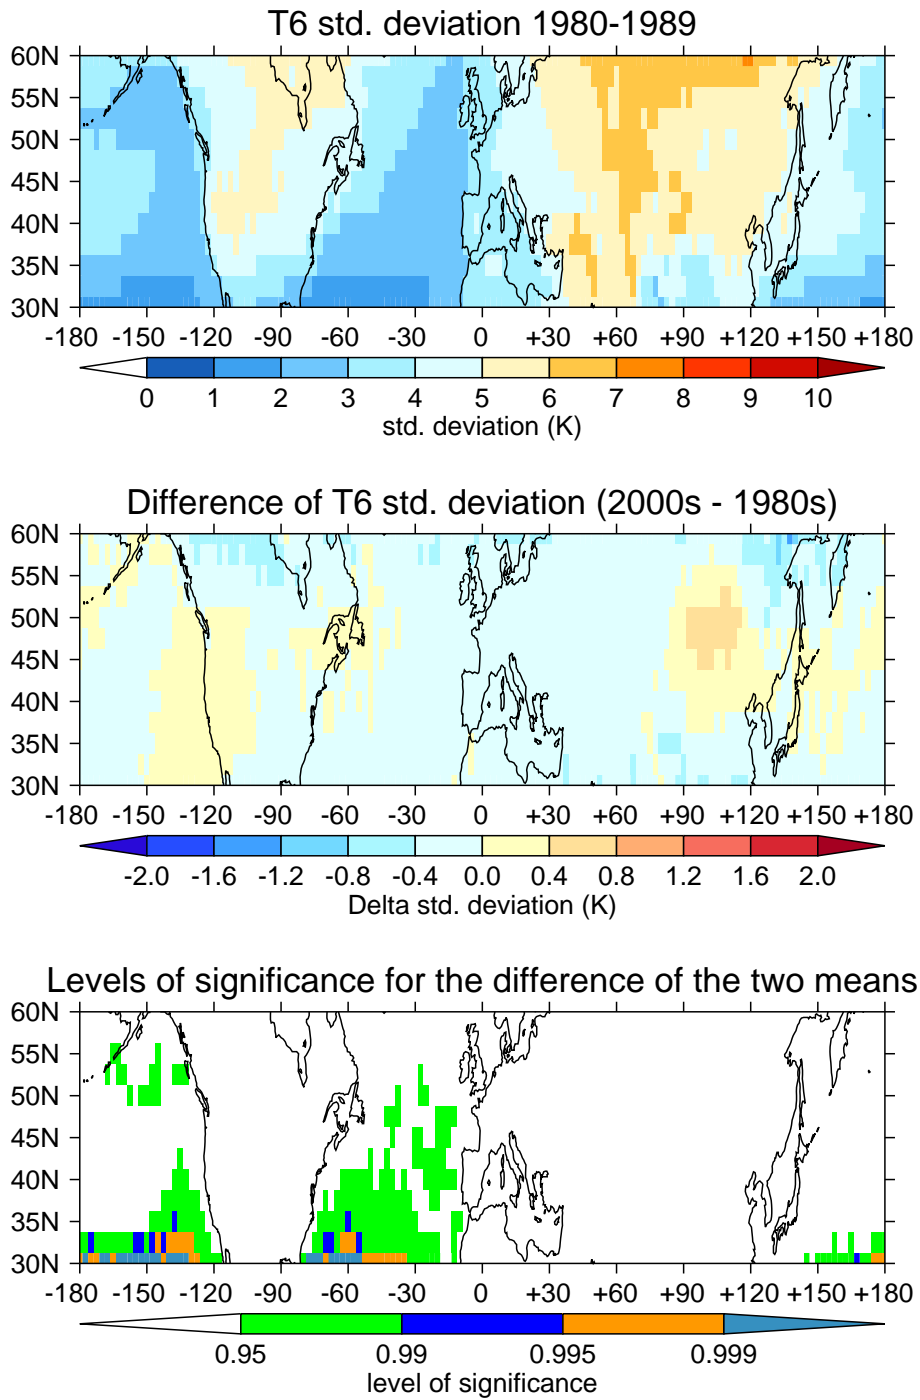 T6 std. deviation 1980-1989
60N
55N
50N
45N
40N
35N
30N
-180 -150 -120 -90 -60 -30 0 +30 +60 +90 +120 +150 +180
0 1 2 3 4 5 6 7 8 9 10
std. deviation (K)
Difference of T6 std. deviation (2000s - 1980s)
60N
55N
50N
45N
40N
35N
30N
-180 -150 -120 -90 -60 -30 0 +30 +60 +90 +120 +150 +180
-2.0 -1.6 -1.2 -0.8 -0.4 0.0 0.4 0.8 1.2 1.6 2.0
Delta std. deviation (K)
Levels of significance for the difference of the two means
60N
55N
50N
45N
40N
35N
30N
-180 -150 -120 -90 -60 -30 0 +30 +60 +90 +120 +150 +180
0.95 0.99 0.995 0.999
level of significance